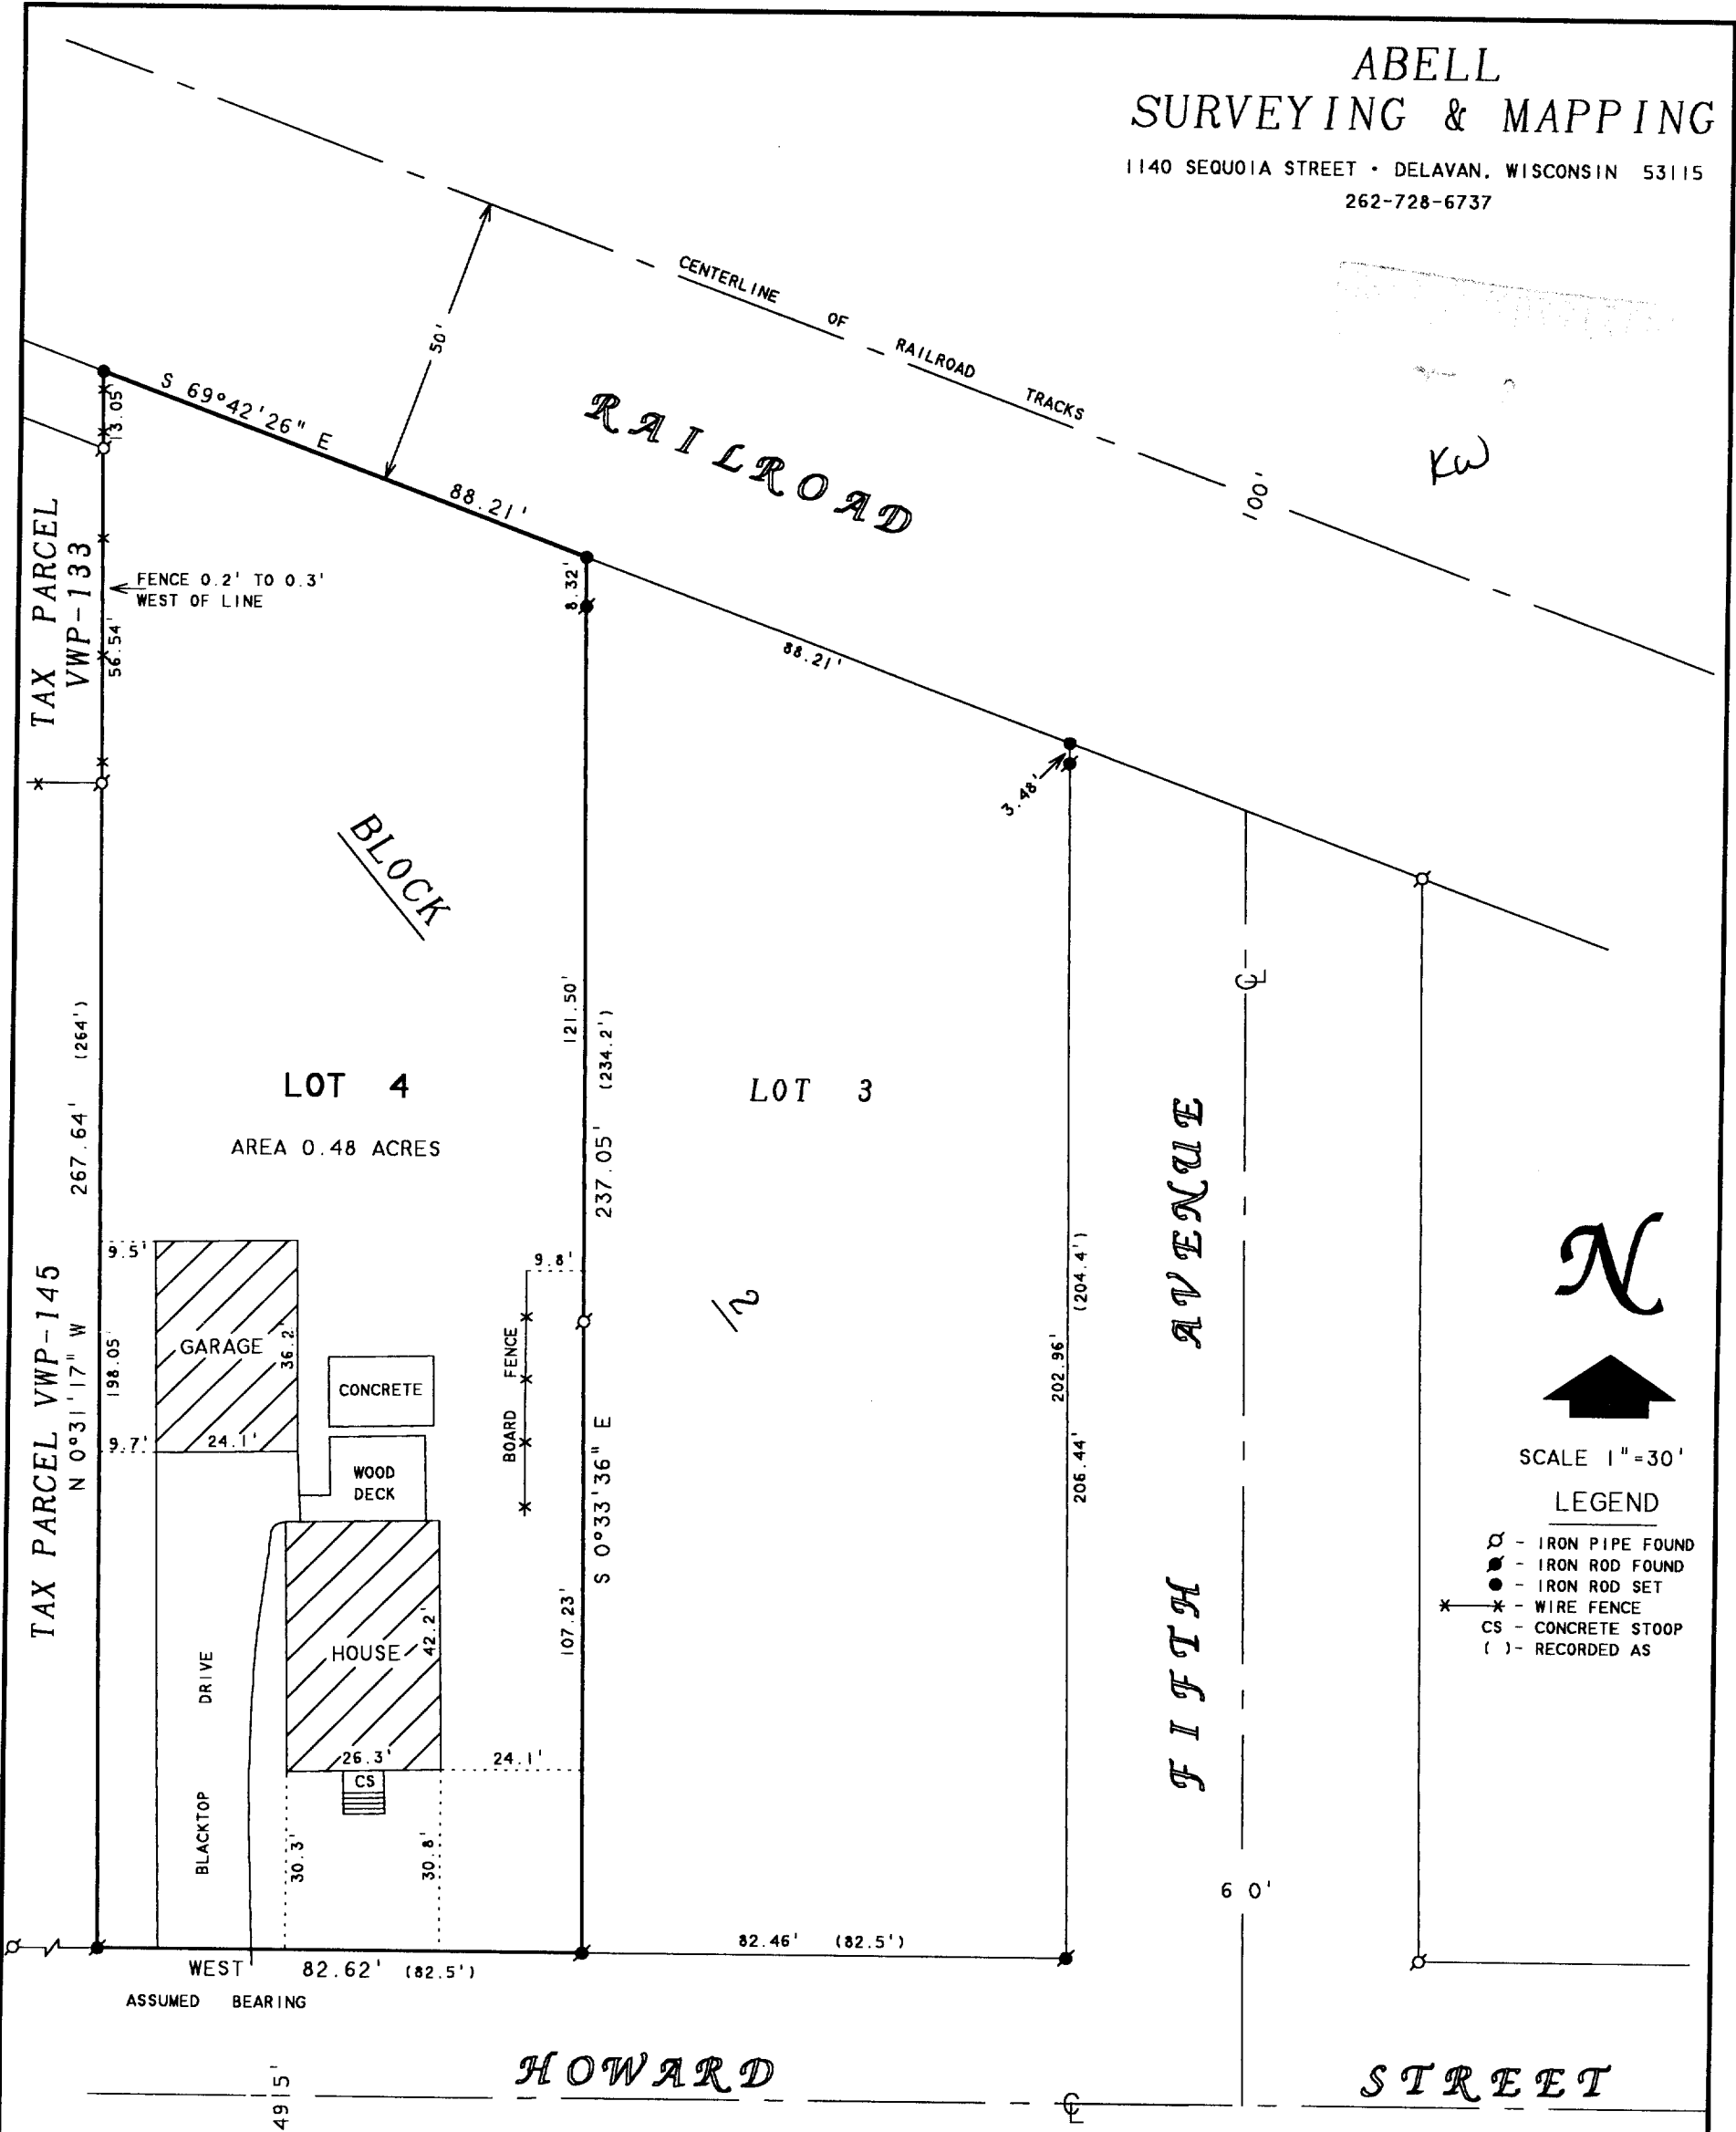 ABELL
SURVEYING & MAPPING
1140 SEQUOIA STREET • DELAVAN, WISCONSIN 53115
262-728-6737
CENTERLINE OF RAILROAD TRACKS
50'
RAILROAD
100'
KW
S 69°42'26" E
88.21'
13.05'
8.32'
88.21'
TAX PARCEL
VWP-133
FENCE 0.2' TO 0.3'
WEST OF LINE
56.54'
3.48'
BLOCK
12
267.64' (264')
121.50'
237.05' (234.2')
LOT 4
AREA 0.48 ACRES
LOT 3
FIFTH AVENUE
℄
TAX PARCEL VWP-145
N 0°31'17" W
198.05'
9.5'
GARAGE
36.2'
24.1'
9.7'
CONCRETE
WOOD
DECK
9.8'
BOARD FENCE
S 0°33'36" E
107.23'
202.96' (204.4')
206.44'
HOUSE
42.2'
26.3'
24.1'
CS
BLACKTOP DRIVE
30.3'
30.8'
60'
N
SCALE 1"=30'
LEGEND
- IRON PIPE FOUND
- IRON ROD FOUND
- IRON ROD SET
x x - WIRE FENCE
CS - CONCRETE STOOP
( ) - RECORDED AS
WEST 82.62' (82.5')
ASSUMED BEARING
82.46' (82.5')
49.5'
HOWARD STREET
℄